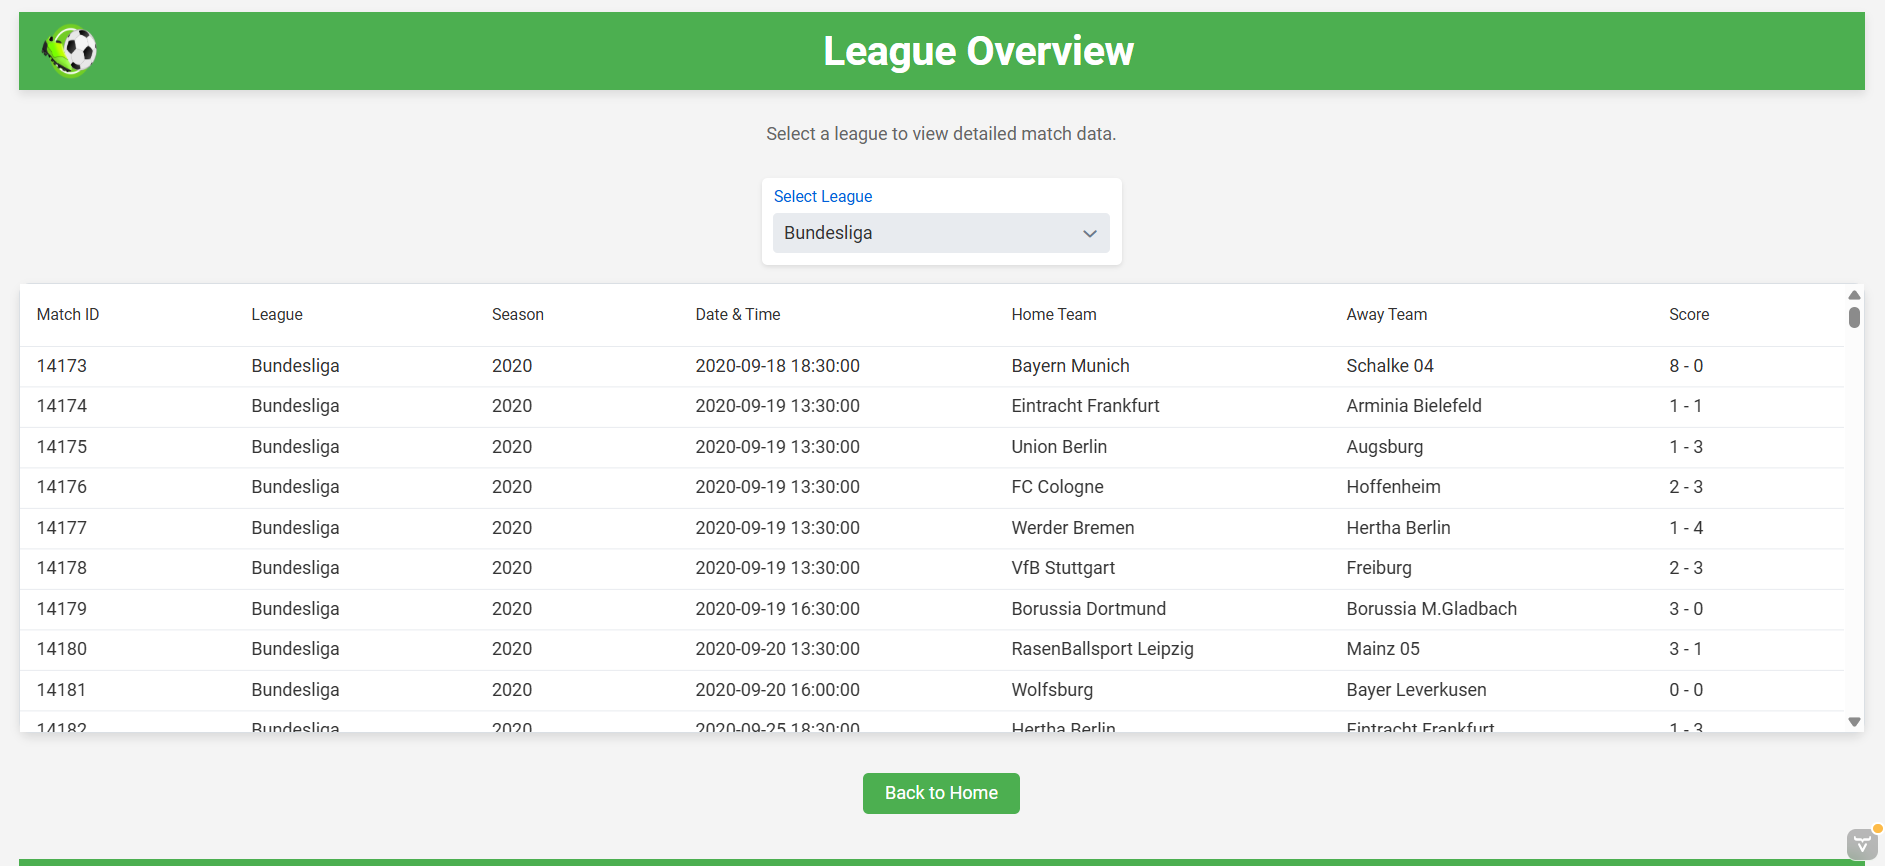 League Overview
Select a league to view detailed match data.
Select League
Bundesliga
Match ID League Season Date & Time Home Team Away Team Score
14173 Bundesliga 2020 2020-09-18 18:30:00 Bayern Munich Schalke 04 8 - 0
14174 Bundesliga 2020 2020-09-19 13:30:00 Eintracht Frankfurt Arminia Bielefeld 1 - 1
14175 Bundesliga 2020 2020-09-19 13:30:00 Union Berlin Augsburg 1 - 3
14176 Bundesliga 2020 2020-09-19 13:30:00 FC Cologne Hoffenheim 2 - 3
14177 Bundesliga 2020 2020-09-19 13:30:00 Werder Bremen Hertha Berlin 1 - 4
14178 Bundesliga 2020 2020-09-19 13:30:00 VfB Stuttgart Freiburg 2 - 3
14179 Bundesliga 2020 2020-09-19 16:30:00 Borussia Dortmund Borussia M.Gladbach 3 - 0
14180 Bundesliga 2020 2020-09-20 13:30:00 RasenBallsport Leipzig Mainz 05 3 - 1
14181 Bundesliga 2020 2020-09-20 16:00:00 Wolfsburg Bayer Leverkusen 0 - 0
14182 Bundesliga 2020 2020-09-25 18:30:00 Hertha Berlin Eintracht Frankfurt 1 - 3
Back to Home